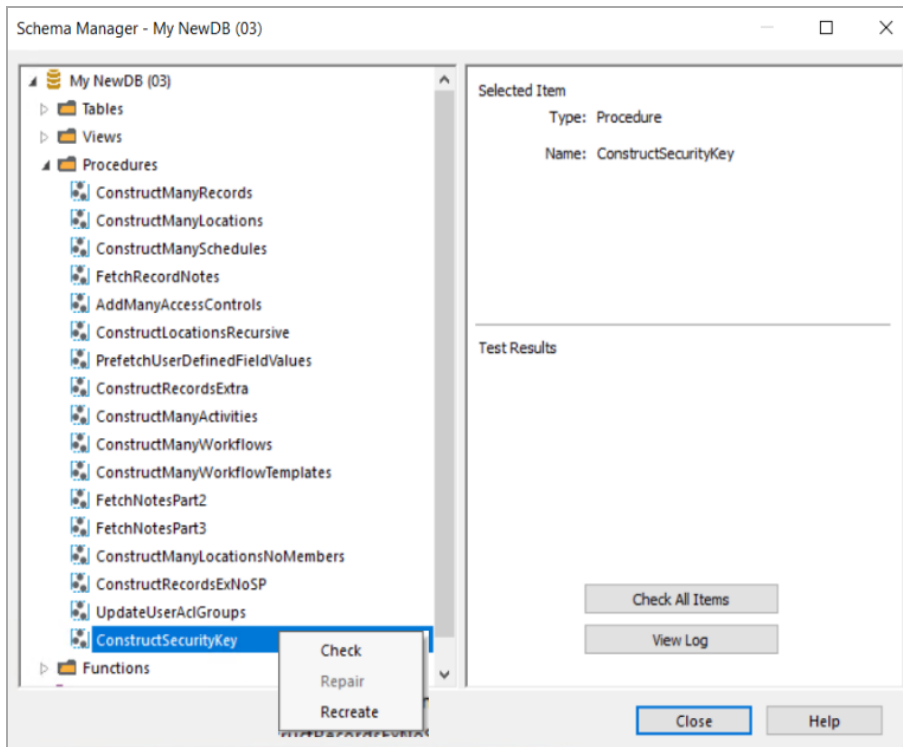 Schema Manager - My NewDB (03)
My NewDB (03)
Tables
Views
Procedures
ConstructManyRecords
ConstructManyLocations
ConstructManySchedules
FetchRecordNotes
AddManyAccessControls
ConstructLocationsRecursive
PrefetchUserDefinedFieldValues
ConstructRecordsExtra
ConstructManyActivities
ConstructManyWorkflows
ConstructManyWorkflowTemplates
FetchNotesPart2
FetchNotesPart3
ConstructManyLocationsNoMembers
ConstructRecordsExNoSP
UpdateUserAclGroups
ConstructSecurityKey
Functions
Check
Repair
Recreate
Selected Item
Type: Procedure
Name: ConstructSecurityKey
Test Results
Check All Items
View Log
Close
Help